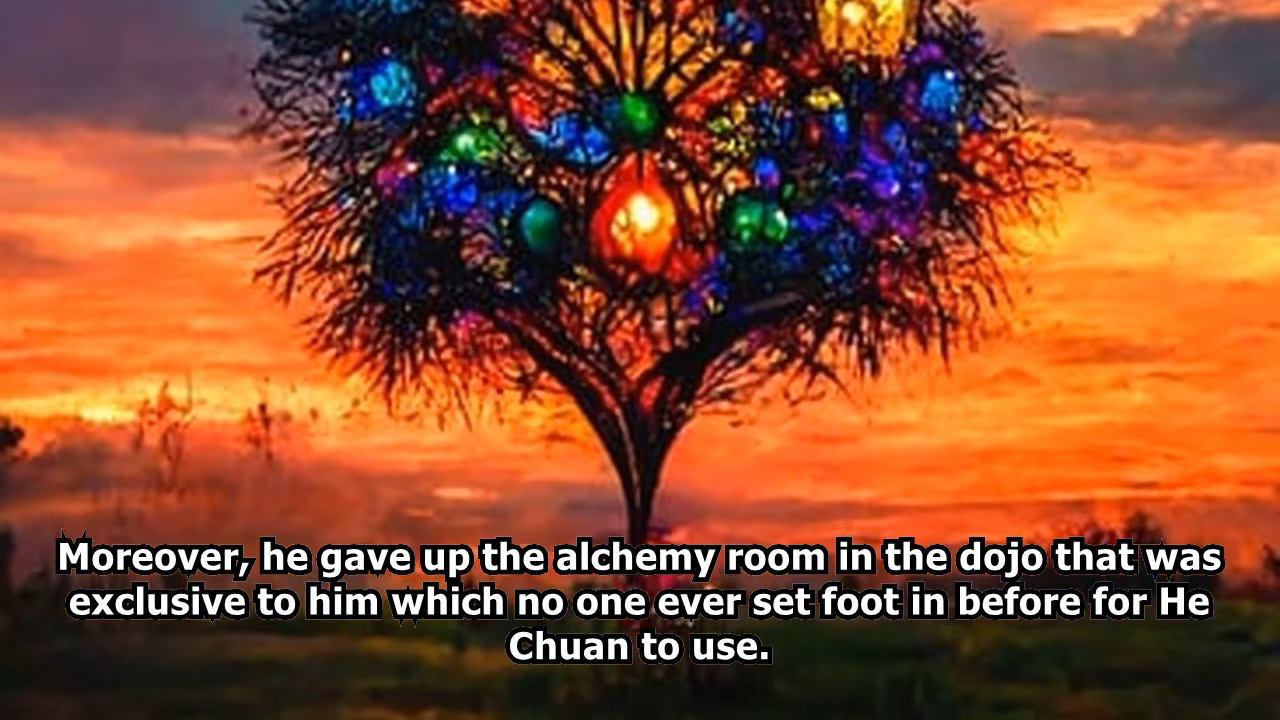 Moreover, he gave up the alchemy room in the dojo that was
exclusive to him which no one ever set foot in before for He
Chuan to use.